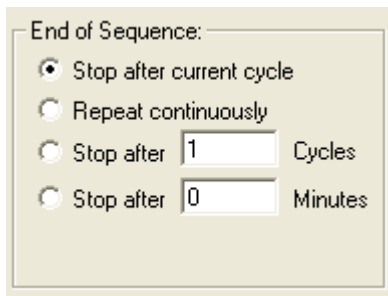 End of Sequence:
Stop after current cycle
Repeat continuously
Stop after 1 Cycles
Stop after 0 Minutes